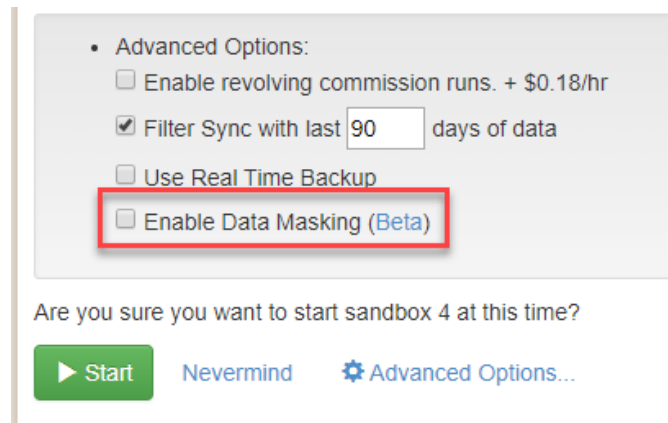 Advanced Options:
Enable revolving commission runs. + $0.18/hr
Filter Sync with last 90 days of data
Use Real Time Backup
Enable Data Masking (Beta)
Are you sure you want to start sandbox 4 at this time?
Start Nevermind Advanced Options...